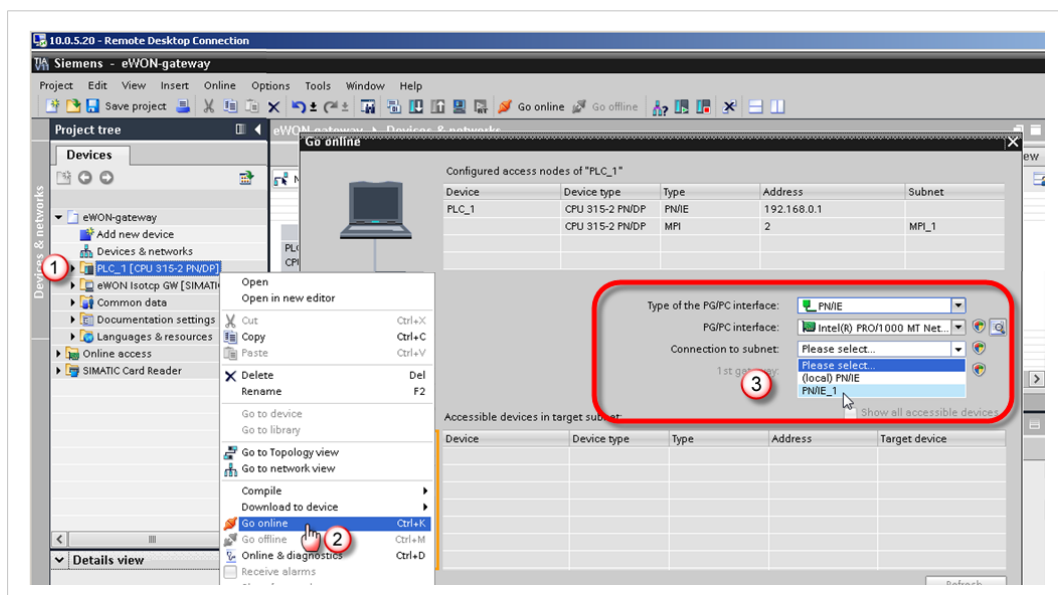 10.0.5.20 - Remote Desktop Connection
Siemens - eWON-gateway
Project Edit View Insert Online Options Tools Window Help
Save project Go online Go offline
Project tree
eWON-gateway Devices & networks
Go online
Devices
Devices & networks
eWON-gateway
Add new device
Devices & networks
1
PLC_1 [CPU 315-2 PN/DP]
eWON Isotcp GW [SIMATI
Common data
Documentation settings
Languages & resources
Online access
SIMATIC Card Reader
Details view
Open
Open in new editor
Cut Ctrl+X
Copy Ctrl+C
Paste Ctrl+V
Delete Del
Rename F2
Go to device
Go to library
Go to Topology view
Go to network view
Compile
Download to device
Go online Ctrl+K
2
Go offline Ctrl+M
Online & diagnostics Ctrl+D
Receive alarms
Configured access nodes of "PLC_1"
Device Device type Type Address Subnet
PLC_1 CPU 315-2 PN/DP PN/IE 192.168.0.1
CPU 315-2 PN/DP MPI 2 MPI_1
Type of the PG/PC interface: PN/IE
PG/PC interface: Intel(R) PRO/1000 MT Net...
Connection to subnet: Please select...
1st gateway:
Please select...
(local) PN/IE
PN/IE_1
3
Show all accessible devices
Accessible devices in target subnet:
Device Device type Type Address Target device
Refresh